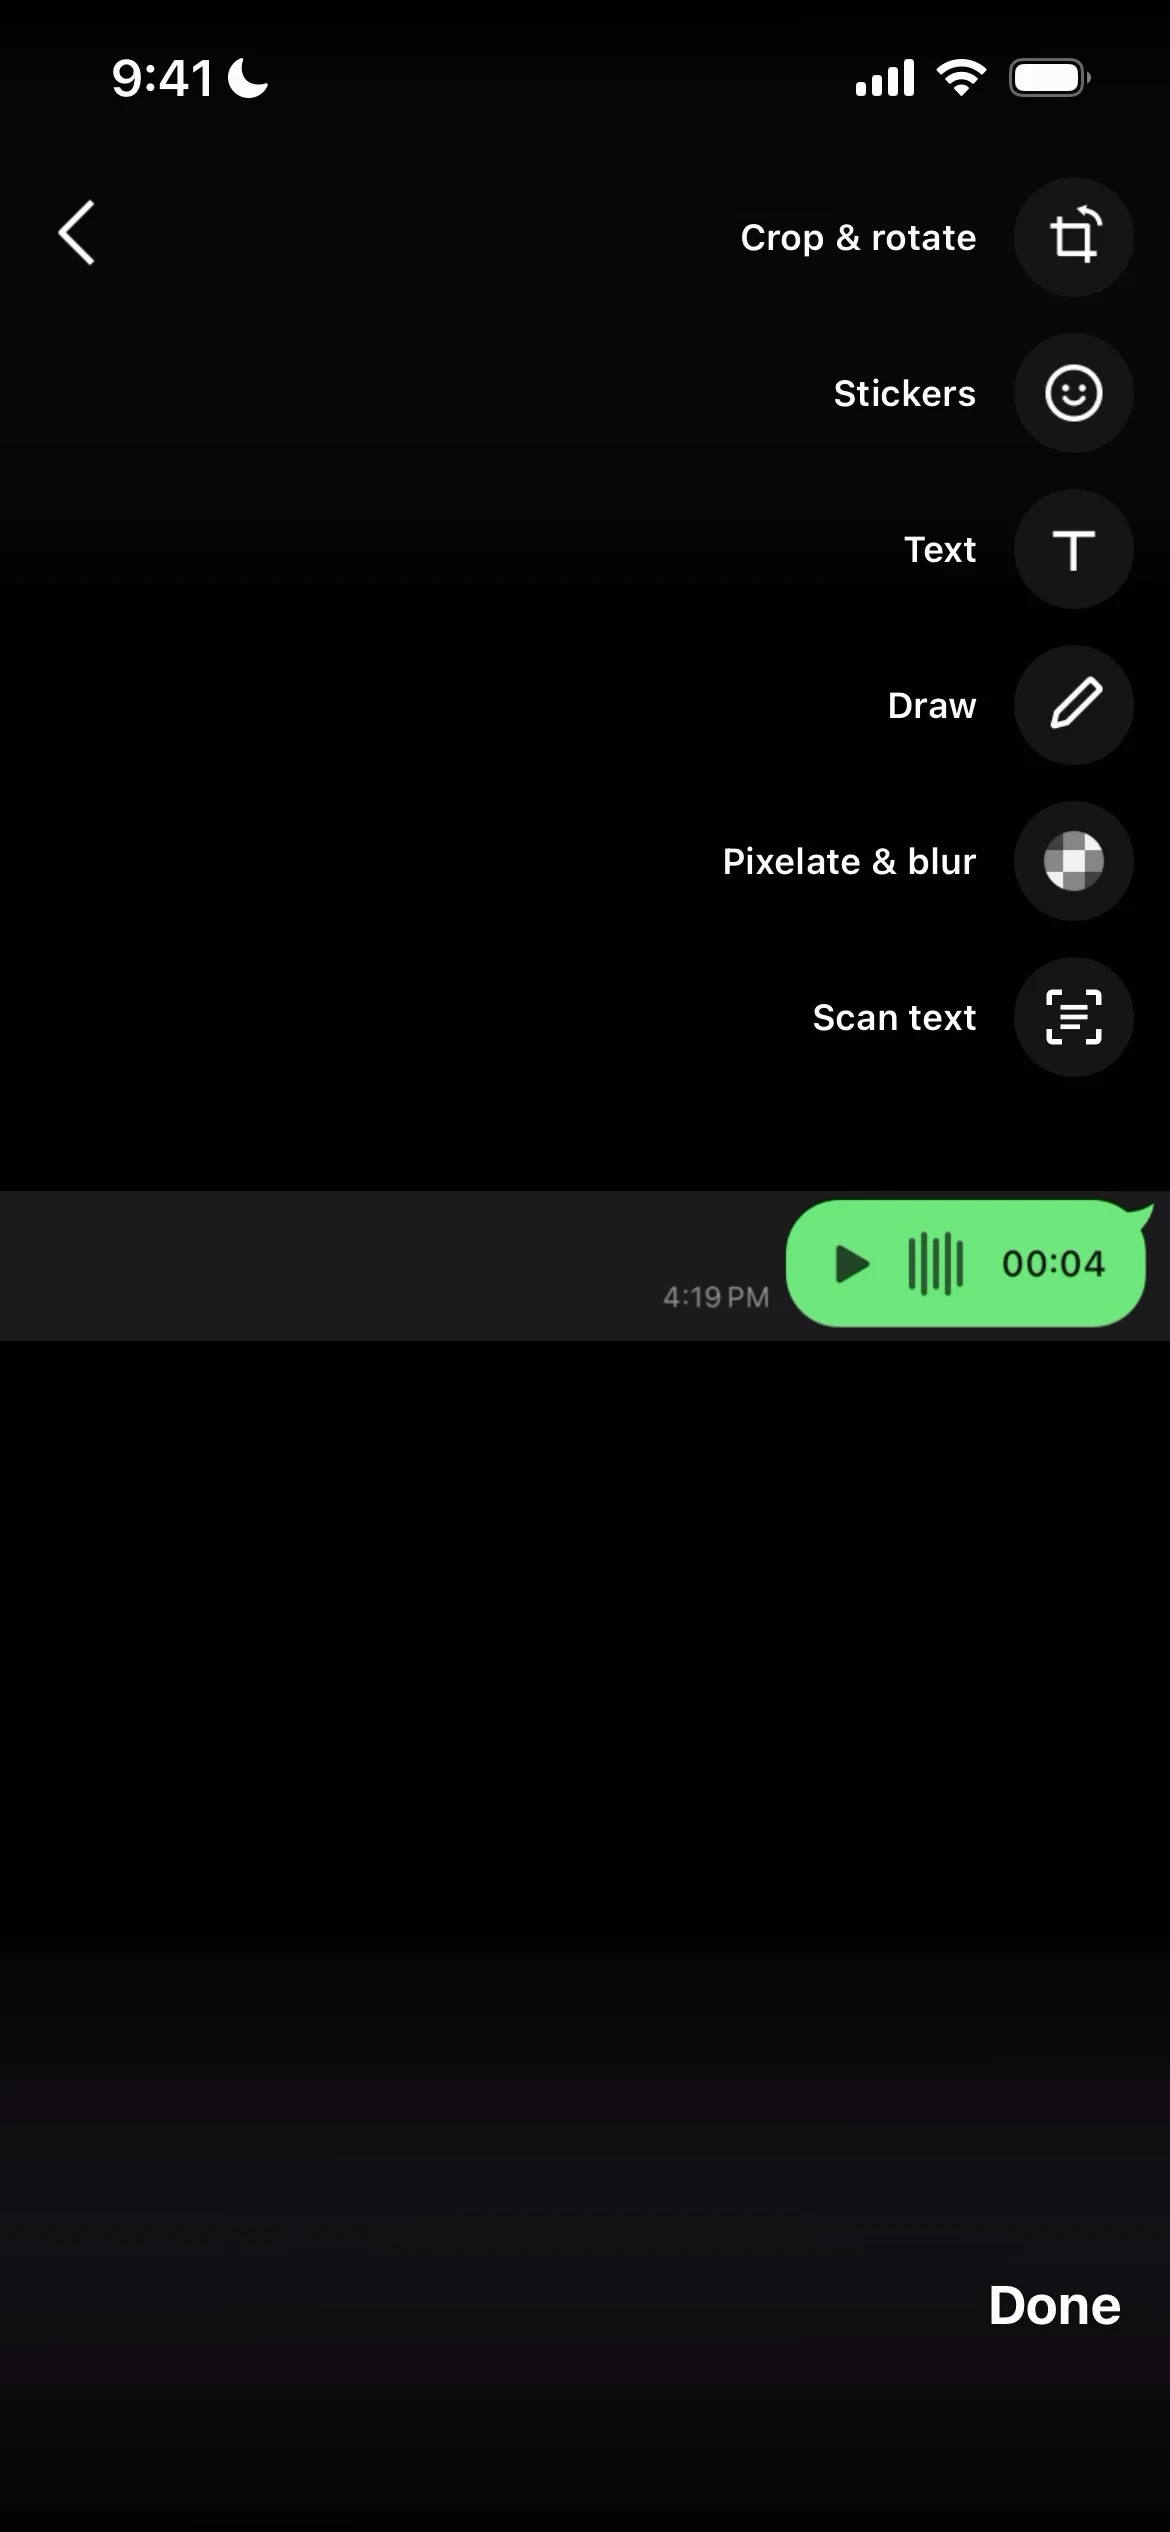 9:41
Crop & rotate
Stickers
Text
Draw
Pixelate & blur
Scan text
4:19 PM
00:04
Done